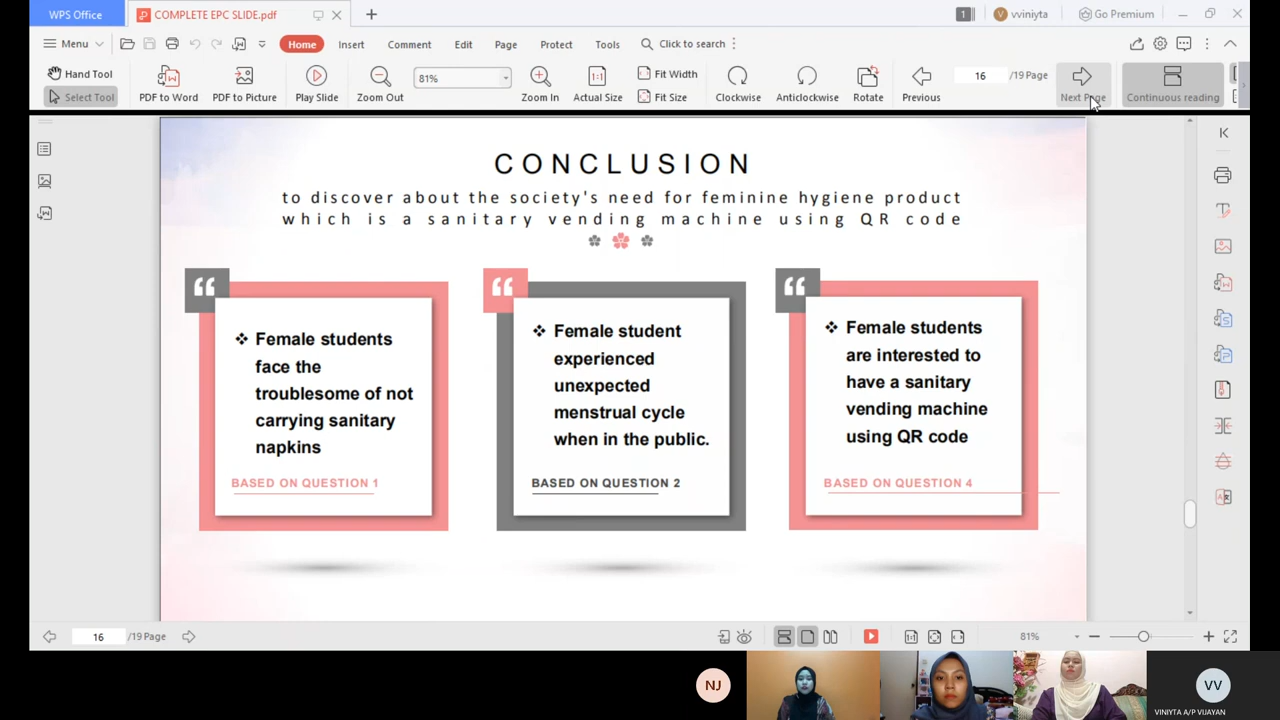 WPS Office
COMPLETE EPC SLIDE.pdf
1
vviniyta
Go Premium
Menu
Home
Insert
Comment
Edit
Page
Protect
Tools
Click to search
Hand Tool
Select Tool
PDF to Word
PDF to Picture
Play Slide
Zoom Out
81%
Zoom In
Actual Size
Fit Width
Fit Size
Clockwise
Anticlockwise
Rotate
Previous
16
/19 Page
Next Page
Continuous reading
CONCLUSION
to discover about the society's need for feminine hygiene product
which is a sanitary vending machine using QR code
❖ Female students
face the
troublesome of not
carrying sanitary
napkins
BASED ON QUESTION 1
❖ Female student
experienced
unexpected
menstrual cycle
when in the public.
BASED ON QUESTION 2
❖ Female students
are interested to
have a sanitary
vending machine
using QR code
BASED ON QUESTION 4
16
/19 Page
81%
NJ
VV
VINIYTA A/P VIJAYAN